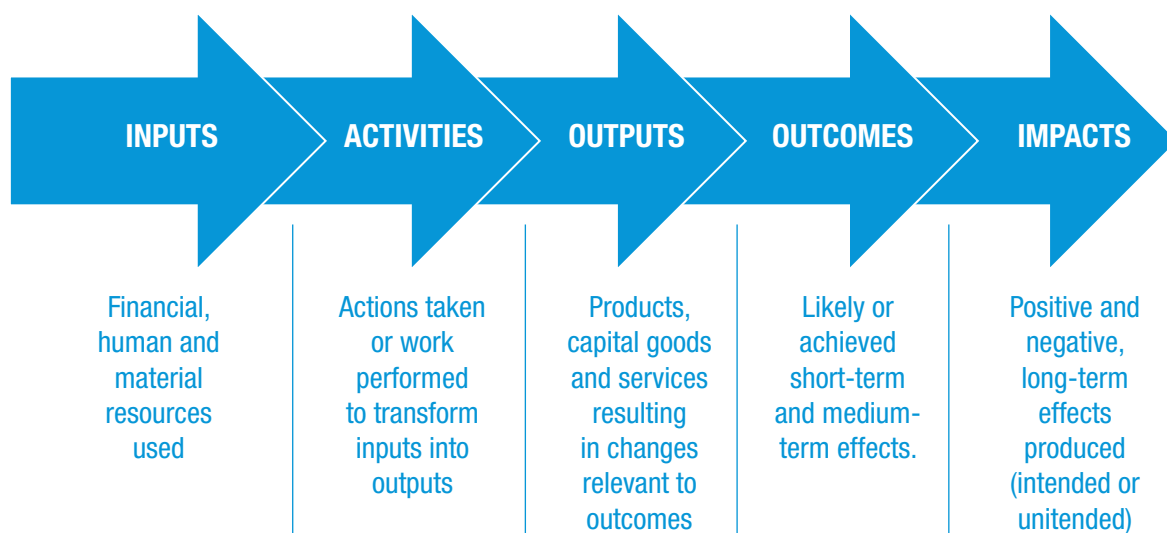 INPUTS
ACTIVITIES
OUTPUTS
OUTCOMES
IMPACTS
Financial,
human and
material
resources
used
Actions taken
or work
performed
to transform
inputs into
outputs
Products,
capital goods
and services
resulting
in changes
relevant to
outcomes
Likely or
achieved
short-term
and medium-
term effects.
Positive and
negative,
long-term
effects
produced
(intended or
unitended)